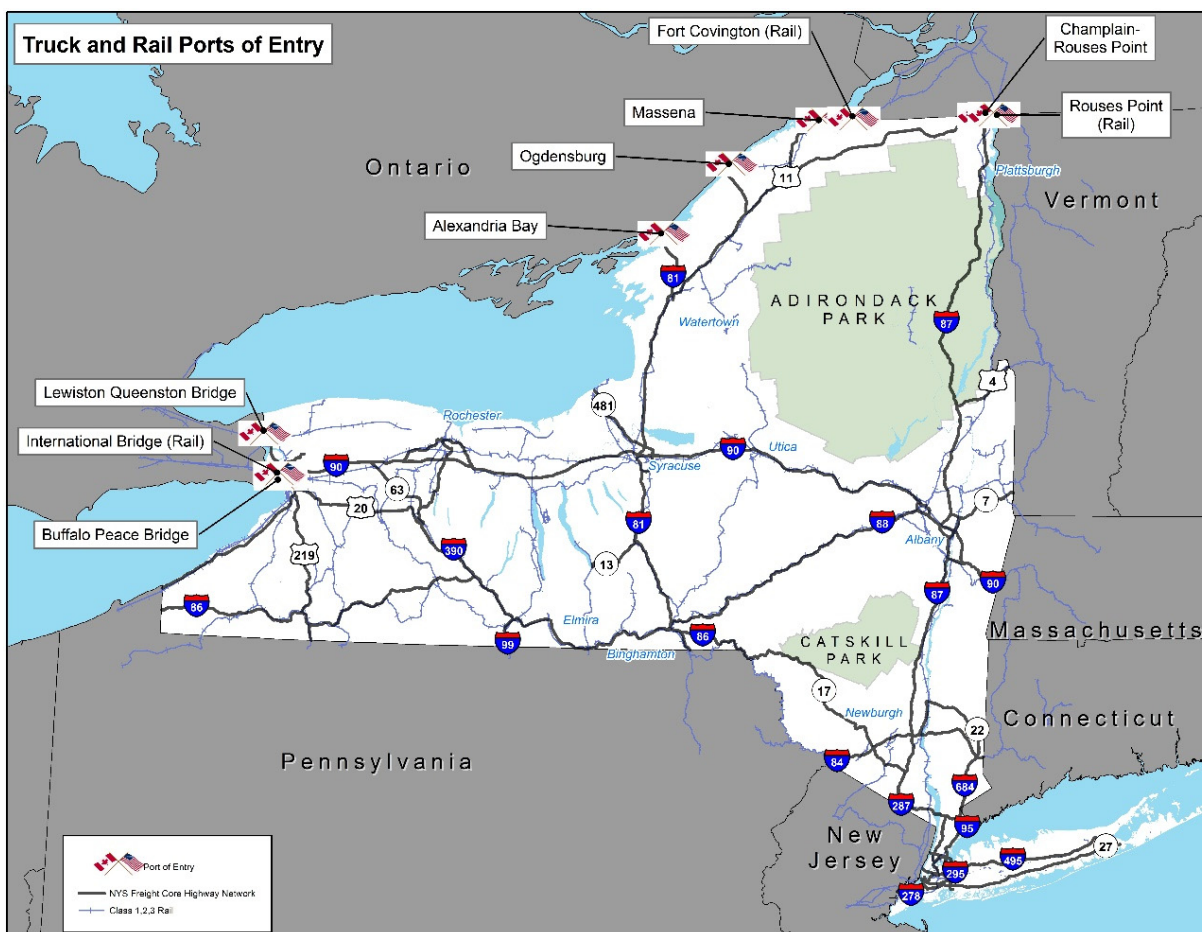 Truck and Rail Ports of Entry
Fort Covington (Rail)
Champlain-
Rouses Point
Massena
Rouses Point
(Rail)
Ogdensburg
Ontario
11
Plattsburgh
Vermont
Alexandria Bay
81
ADIRONDACK
PARK
Watertown
87
Lewiston Queenston Bridge
4
481
Rochester
International Bridge (Rail)
90
Utica
90
Syracuse
63
20
7
Buffalo Peace Bridge
81
88
219
390
Albany
13
90
86
87
Elmira
99
86
Massachusetts
Binghamton
CATSKILL
PARK
17
Newburgh
Connecticut
22
Pennsylvania
84
684
287
95
New
Jersey
27
495
295
278
Port of Entry
NYS Freight Core Highway Network
Class 1,2,3 Rail